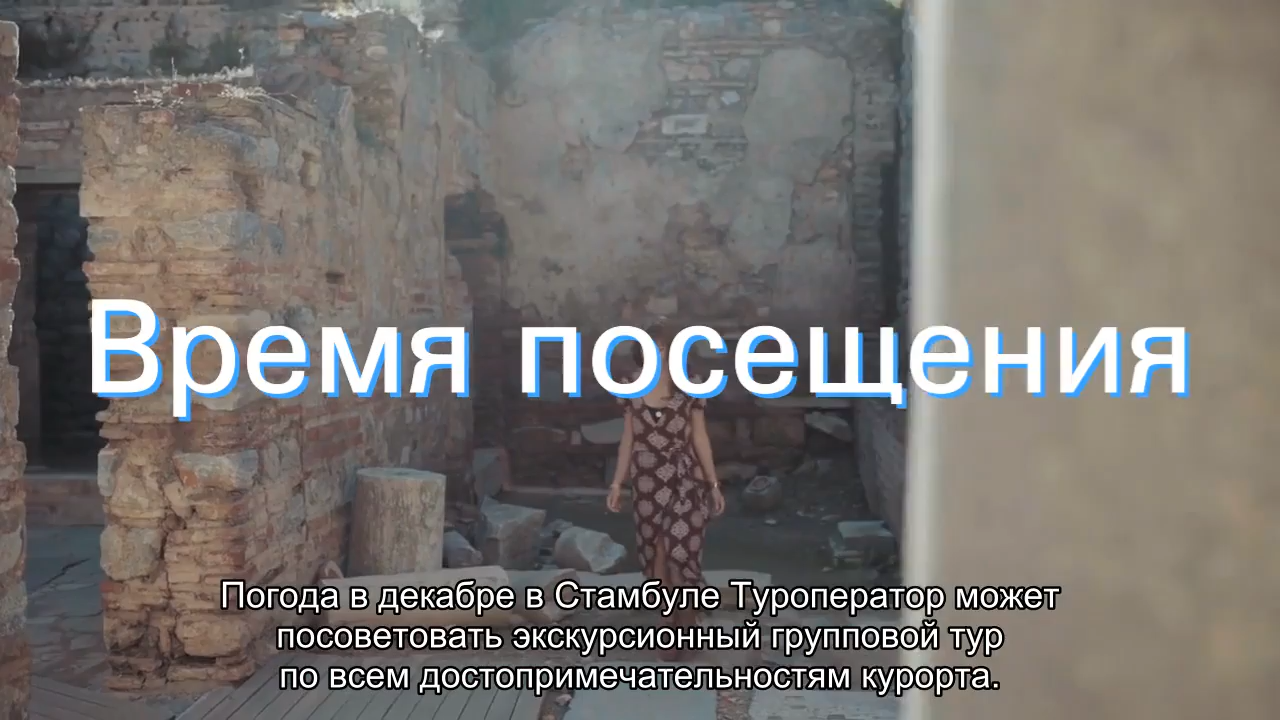 Время посещения
Погода в декабре в Стамбуле Туроператор может
посоветовать экскурсионный групповой тур
по всем достопримечательностям курорта.